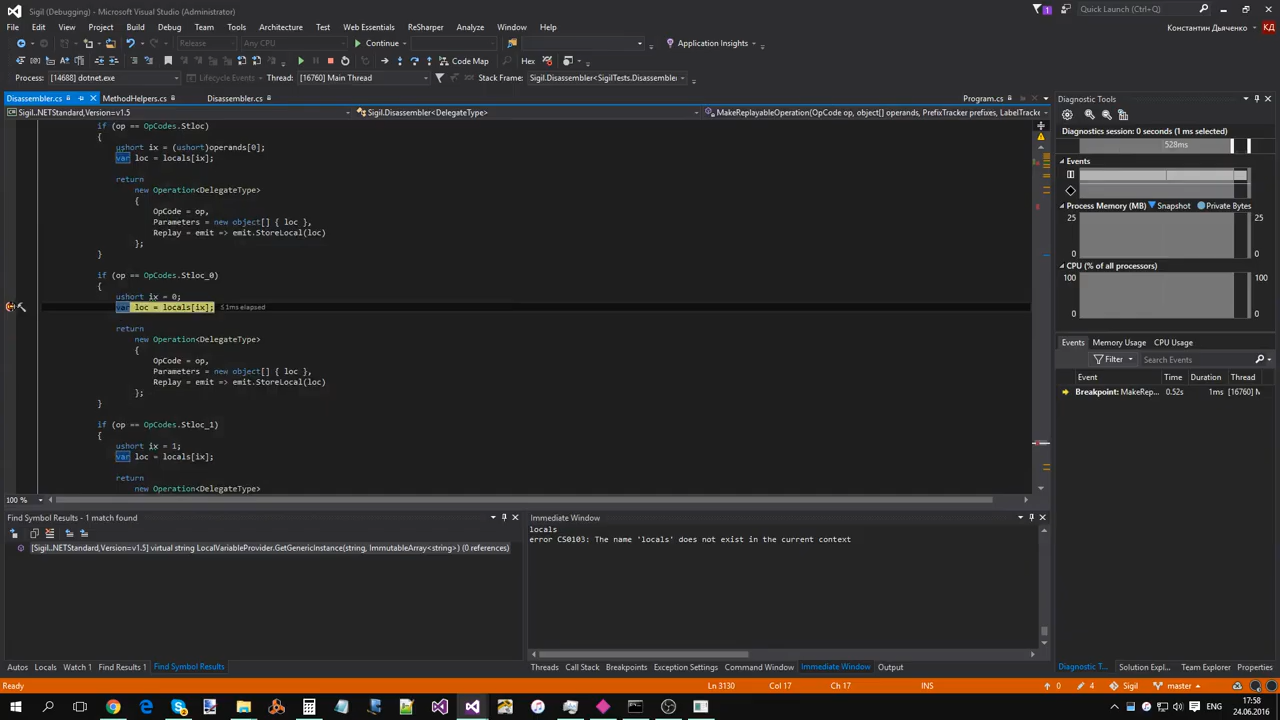 Sigil (Debugging) - Microsoft Visual Studio (Administrator)
1
Quick Launch (Ctrl+Q)
File Edit View Project Build Debug Team Tools Architecture Test Web Essentials ReSharper Analyze Window Help
Константин Дьяченко КД
Release Any CPU Continue Application Insights
Hex Code Map
Process: [14688] dotnet.exe Lifecycle Events Thread: [16760] Main Thread Stack Frame: Sigil.Disassembler<SigilTests.Disassembler
Disassembler.cs MethodHelpers.cs Disassembler.cs Program.cs
Sigil..NETStandard,Version=v1.5 Sigil.Disassembler<DelegateType> MakeReplayableOperation(OpCode op, object[] operands, PrefixTracker prefixes, LabelTracke
if (op == OpCodes.Stloc)
{
ushort ix = (ushort)operands[0];
var loc = locals[ix];
return
new Operation<DelegateType>
{
OpCode = op,
Parameters = new object[] { loc },
Replay = emit => emit.StoreLocal(loc)
};
}
if (op == OpCodes.Stloc_0)
{
ushort ix = 0;
var loc = locals[ix]; ≤1ms elapsed
return
new Operation<DelegateType>
{
OpCode = op,
Parameters = new object[] { loc },
Replay = emit => emit.StoreLocal(loc)
};
}
if (op == OpCodes.Stloc_1)
{
ushort ix = 1;
var loc = locals[ix];
return
new Operation<DelegateType>
100 %
Diagnostic Tools
Diagnostics session: 0 seconds (1 ms selected)
528ms
Events
Process Memory (MB) Snapshot Private Bytes
25 25
0 0
CPU (% of all processors)
100 100
0 0
Events Memory Usage CPU Usage
Filter Search Events
Event Time Duration Thread
Breakpoint: MakeRep... 0.52s 1ms [16760] M
Find Symbol Results - 1 match found
[Sigil..NETStandard,Version=v1.5] virtual string LocalVariableProvider.GetGenericInstance(string, ImmutableArray<string>) (0 references)
Immediate Window
locals
error CS0103: The name 'locals' does not exist in the current context
Autos Locals Watch 1 Find Results 1 Find Symbol Results
Threads Call Stack Breakpoints Exception Settings Command Window Immediate Window Output
Diagnostic T... Solution Expl... Team Explorer Properties
Ready Ln 3130 Col 17 Ch 17 INS 0 4 Sigil master
17:58
24.06.2016